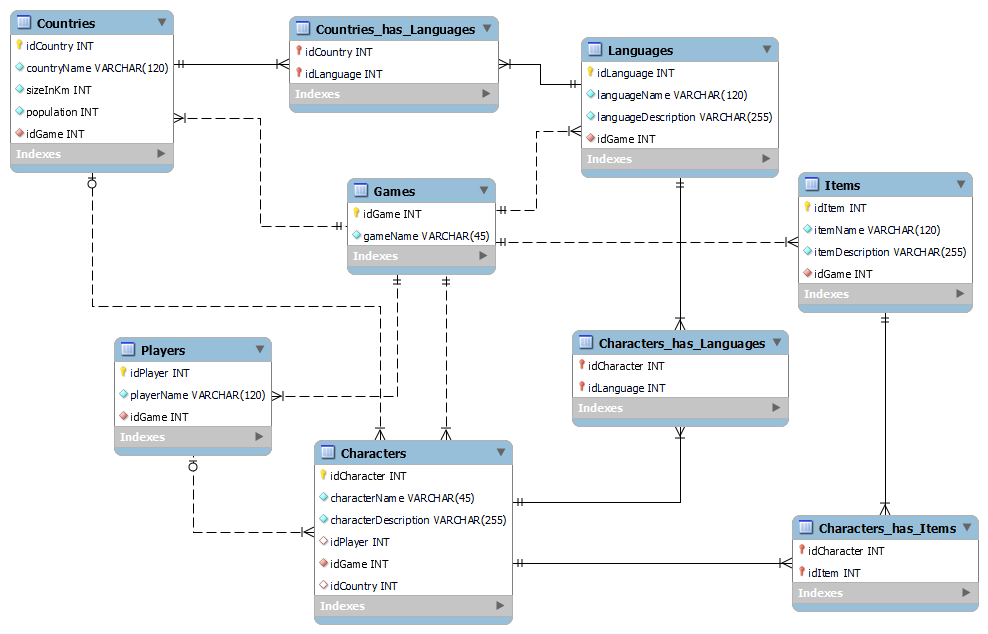 Countries
idCountry INT
countryName VARCHAR(120)
sizeInKm INT
population INT
idGame INT
Indexes
Countries_has_Languages
idCountry INT
idLanguage INT
Indexes
Languages
idLanguage INT
languageName VARCHAR(120)
languageDescription VARCHAR(255)
idGame INT
Indexes
Games
idGame INT
gameName VARCHAR(45)
Indexes
Items
idItem INT
itemName VARCHAR(120)
itemDescription VARCHAR(255)
idGame INT
Indexes
Players
idPlayer INT
playerName VARCHAR(120)
idGame INT
Indexes
Characters_has_Languages
idCharacter INT
idLanguage INT
Indexes
Characters
idCharacter INT
characterName VARCHAR(45)
characterDescription VARCHAR(255)
idPlayer INT
idGame INT
idCountry INT
Indexes
Characters_has_Items
idCharacter INT
idItem INT
Indexes